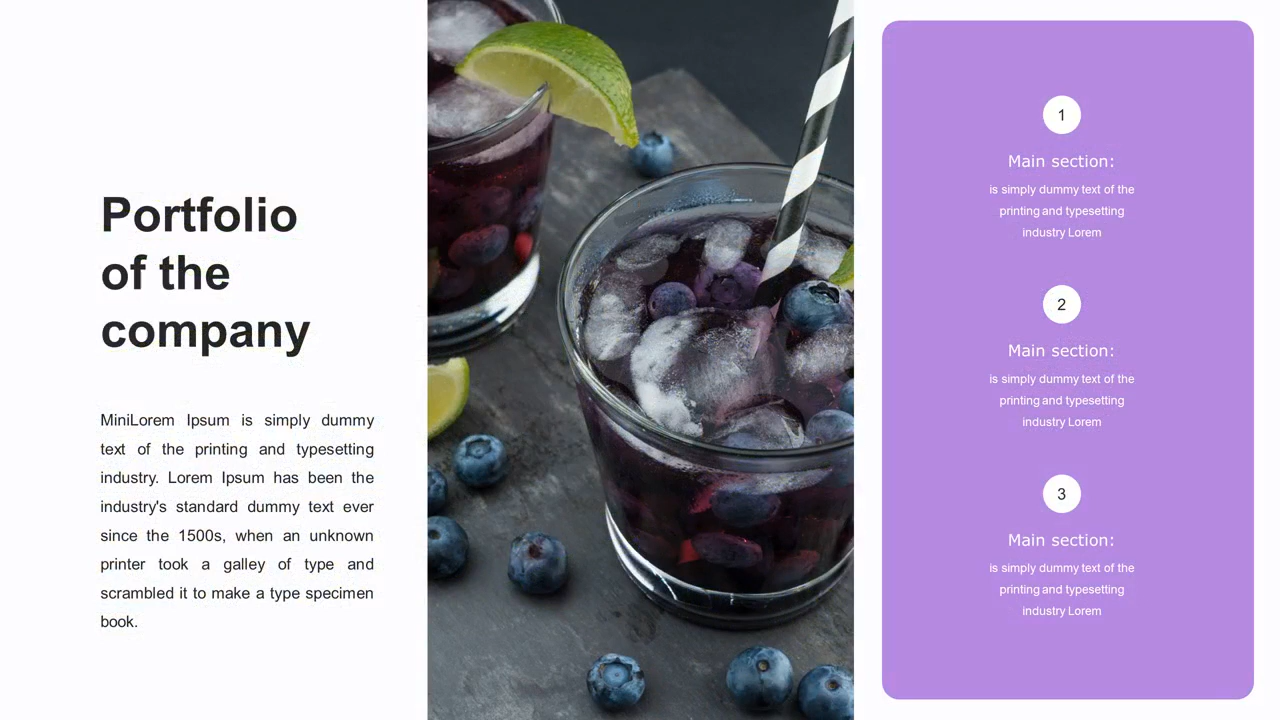 Portfolio
of the
company
MiniLorem Ipsum is simply dummy
text of the printing and typesetting
industry. Lorem Ipsum has been the
industry's standard dummy text ever
since the 1500s, when an unknown
printer took a galley of type and
scrambled it to make a type specimen
book.
1
Main section:
is simply dummy text of the
printing and typesetting
industry Lorem
2
Main section:
is simply dummy text of the
printing and typesetting
industry Lorem
3
Main section:
is simply dummy text of the
printing and typesetting
industry Lorem